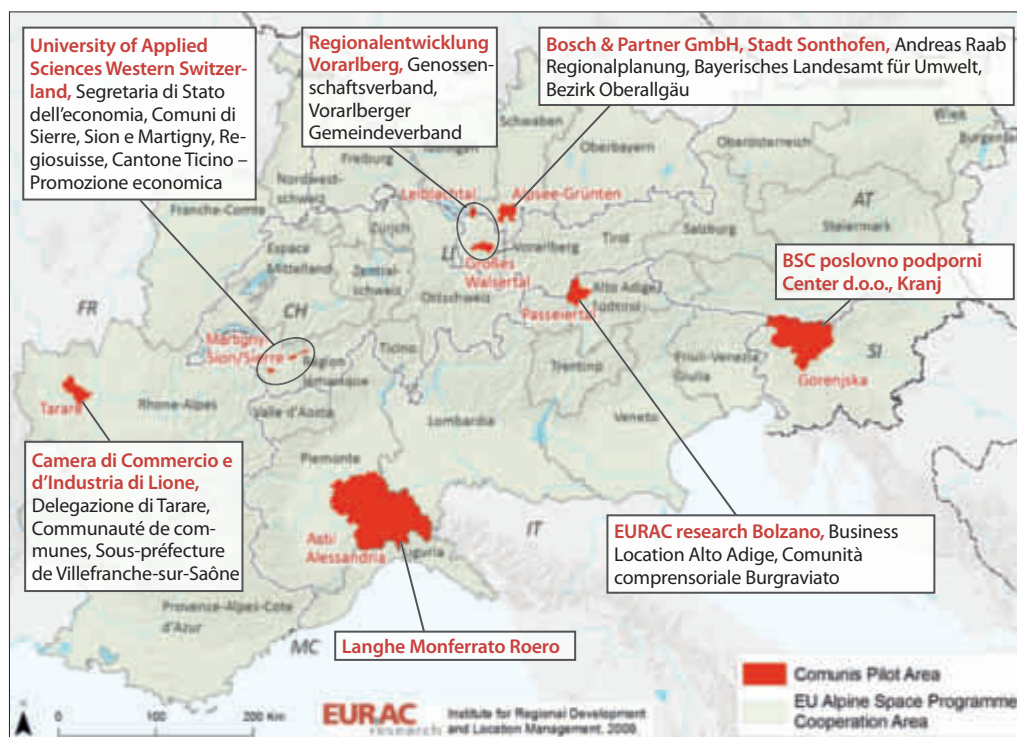 University of Applied
Sciences Western Switzer-
land, Segretaria di Stato
dell'economia, Comuni di
Sierre, Sion e Martigny, Re-
giosuisse, Cantone Ticino –
Promozione economica
Regionalentwicklung
Vorarlberg, Genossen-
schaftsverband,
Vorarlberger
Gemeindeverband
Bosch & Partner GmbH, Stadt Sonthofen, Andreas Raab
Regionalplanung, Bayerisches Landesamt für Umwelt,
Bezirk Oberallgäu
Schwaben
Oberbayern
Oberösterreich
Wien
Burgenland
Freiburg
Tübingen
Nordwest-
schweiz
Leiblachtal
Alpsee-Grünten
Franche-Comte
Zürich
AT
Steiermark
Espace
Mittelland
LI
Vorarlberg
Tirol
Salzburg
Zentral-
schweiz
Großes
Walsertal
Ostschweiz
BSC poslovno podporni
Center d.o.o., Kranj
FR
CH
Alto Adige
Südtirol
Passeiertal
Martigny-
Sion/Sierre
Region
lemanique
Ticino
Trentino
Friuli-Venezia
Giulia
SI
Gorenjska
Tarare
Rhone-Alpes
Valle d'Aosta
Lombardia
Veneto
Camera di Commercio e
d'Industria di Lione,
Delegazione di Tarare,
Communauté de com-
munes, Sous-préfecture
de Villefranche-sur-Saône
Piemonte
Asti/
Alessandria
Liguria
IT
EURAC research Bolzano, Business
Location Alto Adige, Comunità
comprensoriale Burgraviato
Provence-Alpes-Cote
d'Azur
MC
Langhe Monferrato Roero
Comunis Pilot Area
EU Alpine Space Programme
Cooperation Area
0 100 200 Km
EURAC
research
Institute for Regional Development
and Location Management, 2009